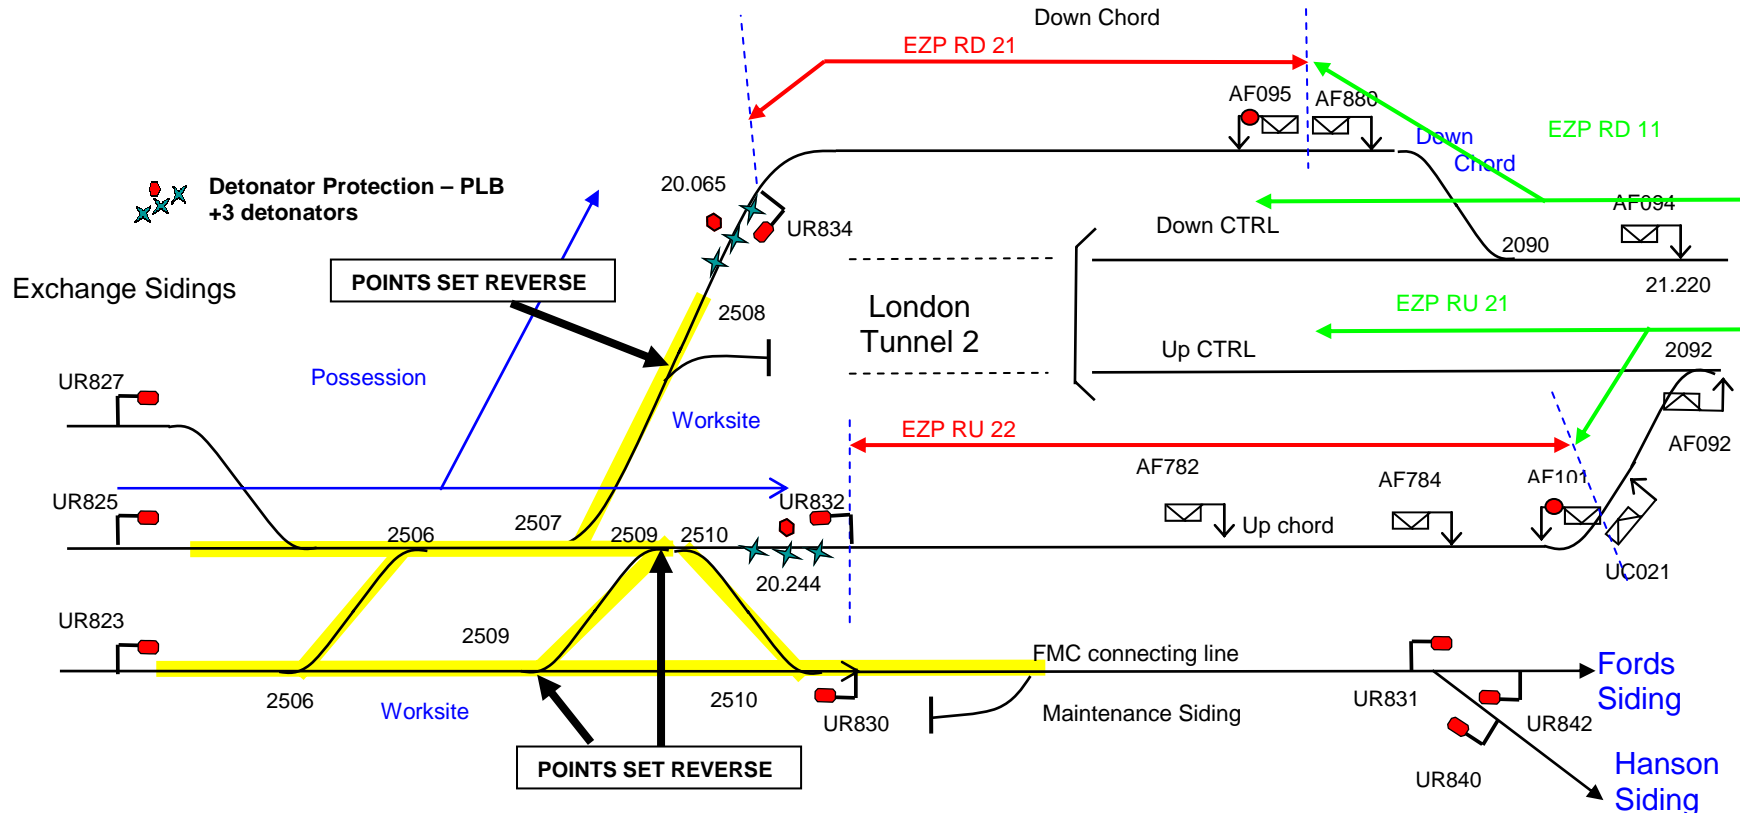 Down Chord
EZP RD 21
AF095
AF880
EZP RD 11
Down
Chord
Detonator Protection – PLB
+3 detonators
20.065
UR834
AF094
Down CTRL
2090
POINTS SET REVERSE
Exchange Sidings
21.220
2508
London
Tunnel 2
EZP RU 21
Up CTRL
2092
UR827
Possession
Worksite
EZP RU 22
AF092
AF782
AF784
AF101
UR825
UR832
2507
2506
2509
2510
Up chord
20.244
UC021
UR823
2509
FMC connecting line
Fords
Siding
2506
Worksite
2510
UR830
Maintenance Siding
UR831
UR842
POINTS SET REVERSE
UR840
Hanson
Siding